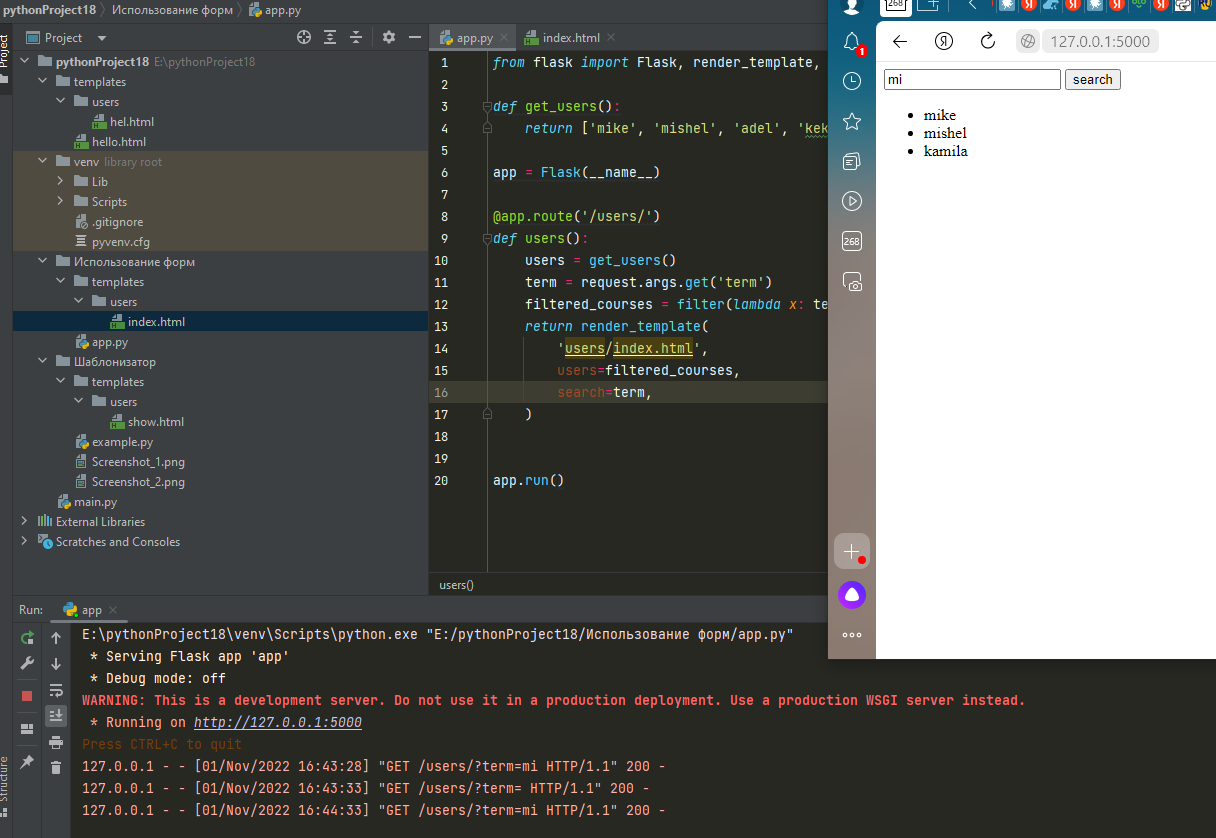 pythonProject18 Использование форм app.py
Project
Project
pythonProject18 E:\pythonProject18
templates
users
hel.html
hello.html
venv library root
Lib
Scripts
.gitignore
pyvenv.cfg
Использование форм
templates
users
index.html
app.py
Шаблонизатор
templates
users
show.html
example.py
Screenshot_1.png
Screenshot_2.png
main.py
External Libraries
Scratches and Consoles
app.py index.html
1 from flask import Flask, render_template,
2
3 def get_users():
4 return ['mike', 'mishel', 'adel', 'kek
5
6 app = Flask(__name__)
7
8 @app.route('/users/')
9 def users():
10 users = get_users()
11 term = request.args.get('term')
12 filtered_courses = filter(lambda x: te
13 return render_template(
14 'users/index.html',
15 users=filtered_courses,
16 search=term,
17 )
18
19
20 app.run()
users()
268
1
Я 127.0.0.1:5000
mi search
mike
mishel
kamila
268
Run: app
E:\pythonProject18\venv\Scripts\python.exe "E:/pythonProject18/Использование форм/app.py"
* Serving Flask app 'app'
* Debug mode: off
WARNING: This is a development server. Do not use it in a production deployment. Use a production WSGI server instead.
* Running on http://127.0.0.1:5000
Press CTRL+C to quit
127.0.0.1 - - [01/Nov/2022 16:43:28] "GET /users/?term=mi HTTP/1.1" 200 -
127.0.0.1 - - [01/Nov/2022 16:43:33] "GET /users/?term= HTTP/1.1" 200 -
127.0.0.1 - - [01/Nov/2022 16:44:33] "GET /users/?term=mi HTTP/1.1" 200 -
Structure